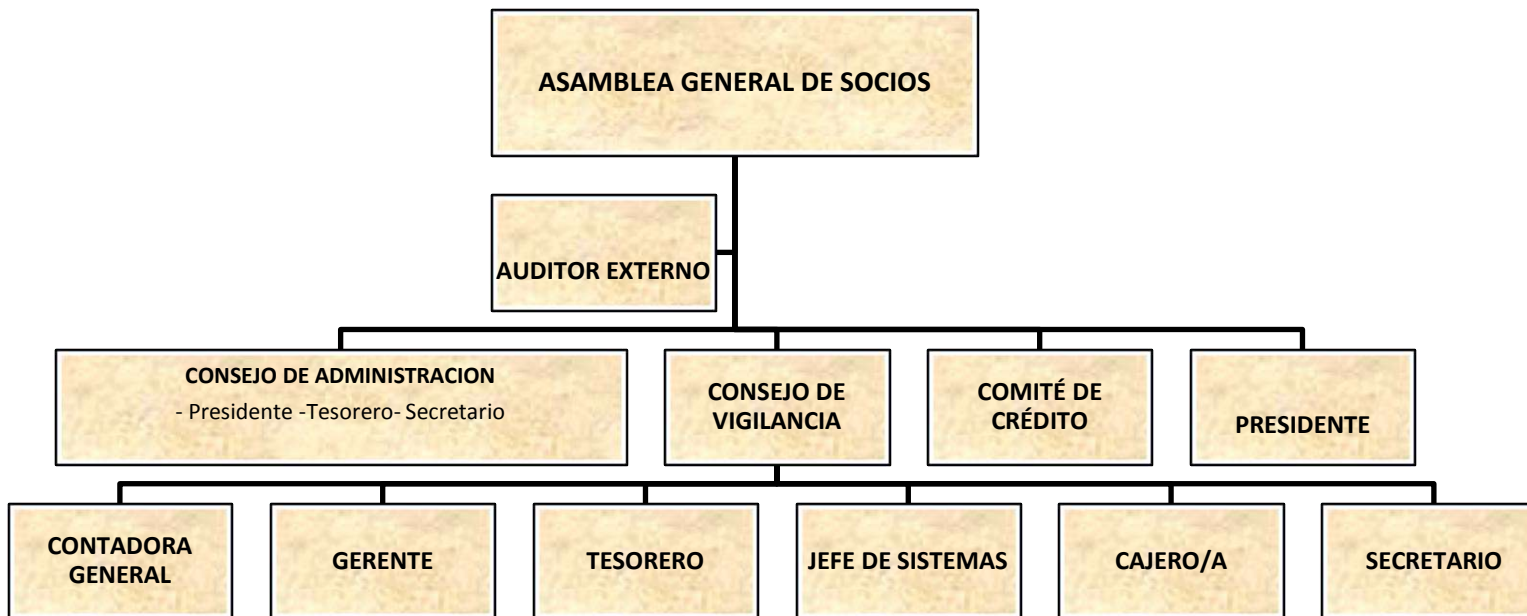 ASAMBLEA GENERAL DE SOCIOS
AUDITOR EXTERNO
CONSEJO DE ADMINISTRACION
- Presidente -Tesorero- Secretario
CONSEJO DE
VIGILANCIA
COMITÉ DE
CRÉDITO
PRESIDENTE
CONTADORA
GENERAL
GERENTE
TESORERO
JEFE DE SISTEMAS
CAJERO/A
SECRETARIO